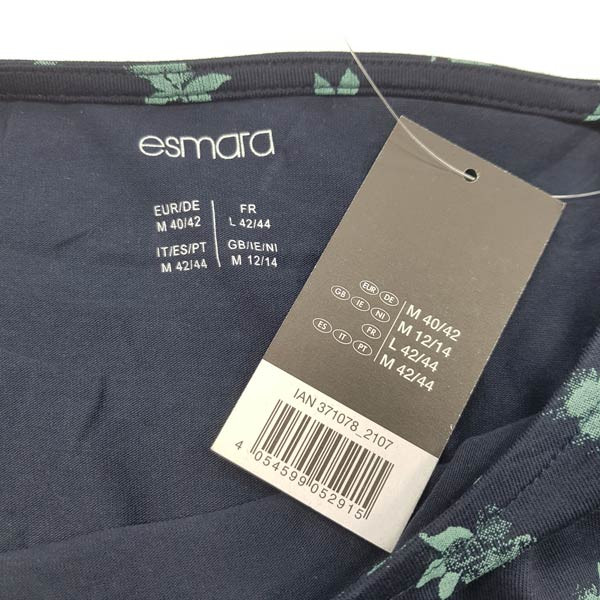 esmara
EUR/DE
M 40/42
FR
L 42/44
IT/ES/PT
M 42/44
GB/IE/NI
M 12/14
EUR DE M 40/42
GB IE NI M 12/14
FR L 42/44
ES IT PT M 42/44
IAN 371078_2107
4 054599 052915